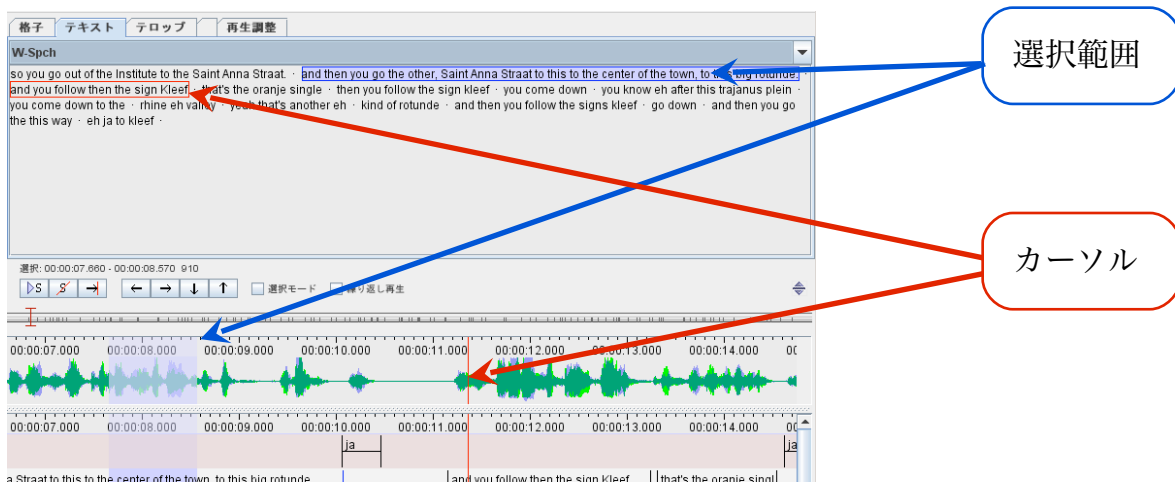 格子 テキスト テロップ 再生調整
W-Spch
so you go out of the Institute to the Saint Anna Straat. · and then you go the other, Saint Anna Straat to this to the center of the town, to this big rotunde. ·
and you follow then the sign Kleef · that's the oranje single · then you follow the sign kleef · you come down · you know eh after this trajanus plein ·
you come down to the · rhine eh valley · yeah that's another eh · kind of rotunde · and then you follow the signs kleef · go down · and then you go
the this way · eh ja to kleef ·
選択範囲
カーソル
選択: 00:00:07.660 - 00:00:08.570 910
S S 選択モード 繰り返し再生
00:00:07.000 00:00:08.000 00:00:09.000 00:00:10.000 00:00:11.000 00:00:12.000 00:00:13.000 00:00:14.000 00
00:00:07.000 00:00:08.000 00:00:09.000 00:00:10.000 00:00:11.000 00:00:12.000 00:00:13.000 00:00:14.000 00
ja ja
a Straat to this to the center of the town, to this big rotunde. and you follow then the sign Kleef that's the oranje singl